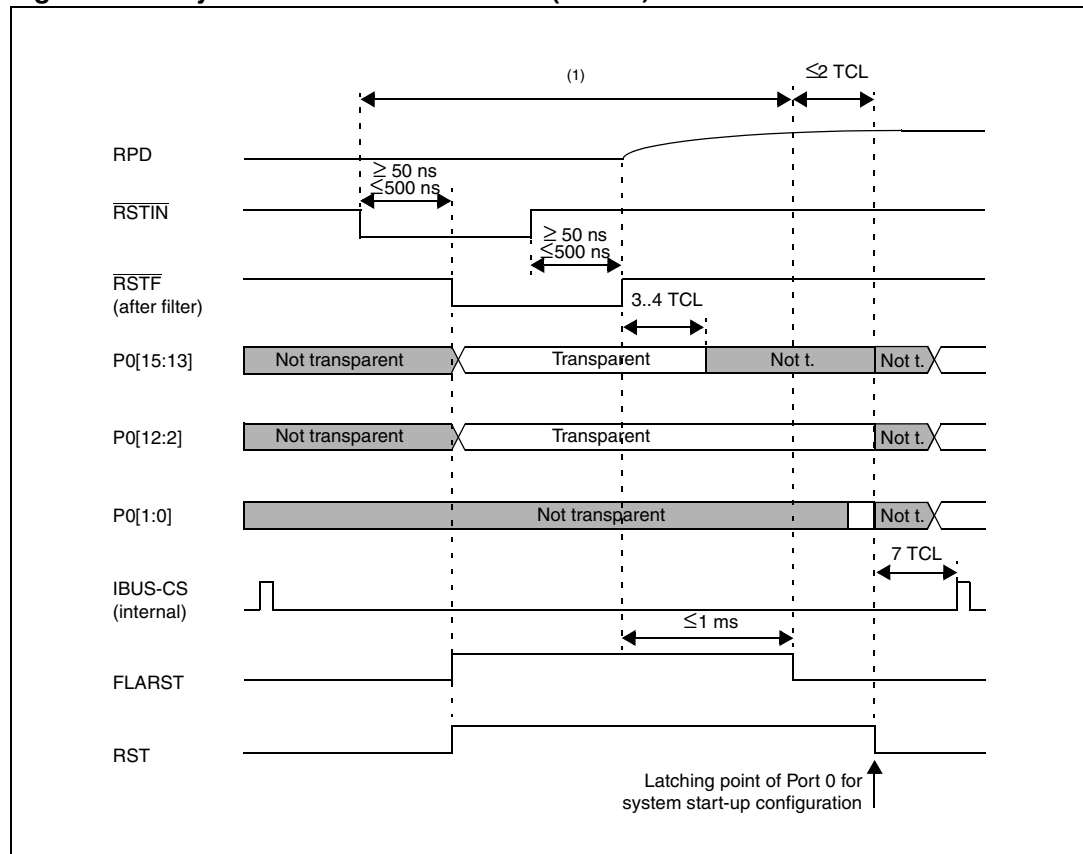 (1)
≤2 TCL
RPD
≥ 50 ns
≤500 ns
RSTIN
≥ 50 ns
≤500 ns
RSTF
(after filter)
3..4 TCL
P0[15:13]
Not transparent
Transparent
Not t.
Not t.
P0[12:2]
Not transparent
Transparent
Not t.
P0[1:0]
Not transparent
Not t.
7 TCL
IBUS-CS
(internal)
≤1 ms
FLARST
RST
Latching point of Port 0 for
system start-up configuration